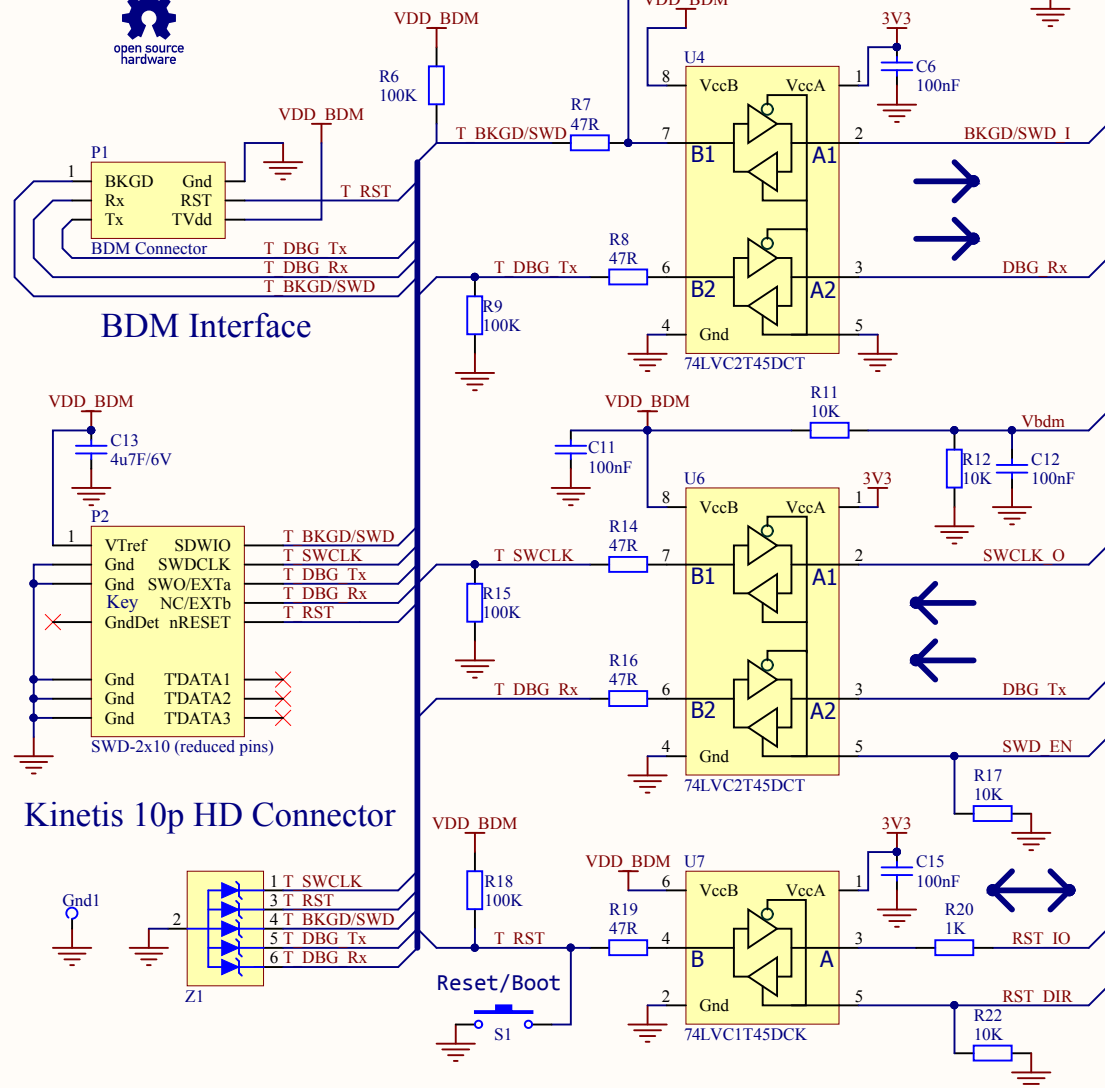 open source
hardware
VDD_BDM
R6
100K
VDD_BDM
P1
1
BKGD
Rx
Tx
Gnd
RST
TVdd
BDM Connector
T_RST
T_DBG_Tx
T_DBG_Rx
T_BKGD/SWD
BDM Interface
T_BKGD/SWD
R7
47R
VDD_BDM
U4
8
VccB
VccA
1
7
B1
A1
2
6
B2
A2
3
4
Gnd
5
74LVC2T45DCT
3V3
C6
100nF
BKGD/SWD_I
T_DBG_Tx
R8
47R
R9
100K
DBG_Rx
VDD_BDM
C13
4u7F/6V
P2
1
VTref
SDWIO
Gnd
SWDCLK
Gnd
SWO/EXTa
Key
NC/EXTb
GndDet
nRESET
Gnd
T'DATA1
Gnd
T'DATA2
Gnd
T'DATA3
SWD-2x10 (reduced pins)
T_BKGD/SWD
T_SWCLK
T_DBG_Tx
T_DBG_Rx
T_RST
Kinetis 10p HD Connector
VDD_BDM
C11
100nF
R11
10K
Vbdm
R12
10K
C12
100nF
U6
3V3
8
VccB
VccA
1
7
B1
A1
2
6
B2
A2
3
4
Gnd
5
74LVC2T45DCT
T_SWCLK
R14
47R
R15
100K
SWCLK_O
T_DBG_Rx
R16
47R
DBG_Tx
SWD_EN
R17
10K
Gnd1
2
1
T_SWCLK
3
T_RST
4
T_BKGD/SWD
5
T_DBG_Tx
6
T_DBG_Rx
Z1
VDD_BDM
R18
100K
T_RST
Reset/Boot
S1
R19
47R
VDD_BDM
U7
6
VccB
VccA
1
4
B
A
3
2
Gnd
5
74LVC1T45DCK
3V3
C15
100nF
R20
1K
RST_IO
RST_DIR
R22
10K